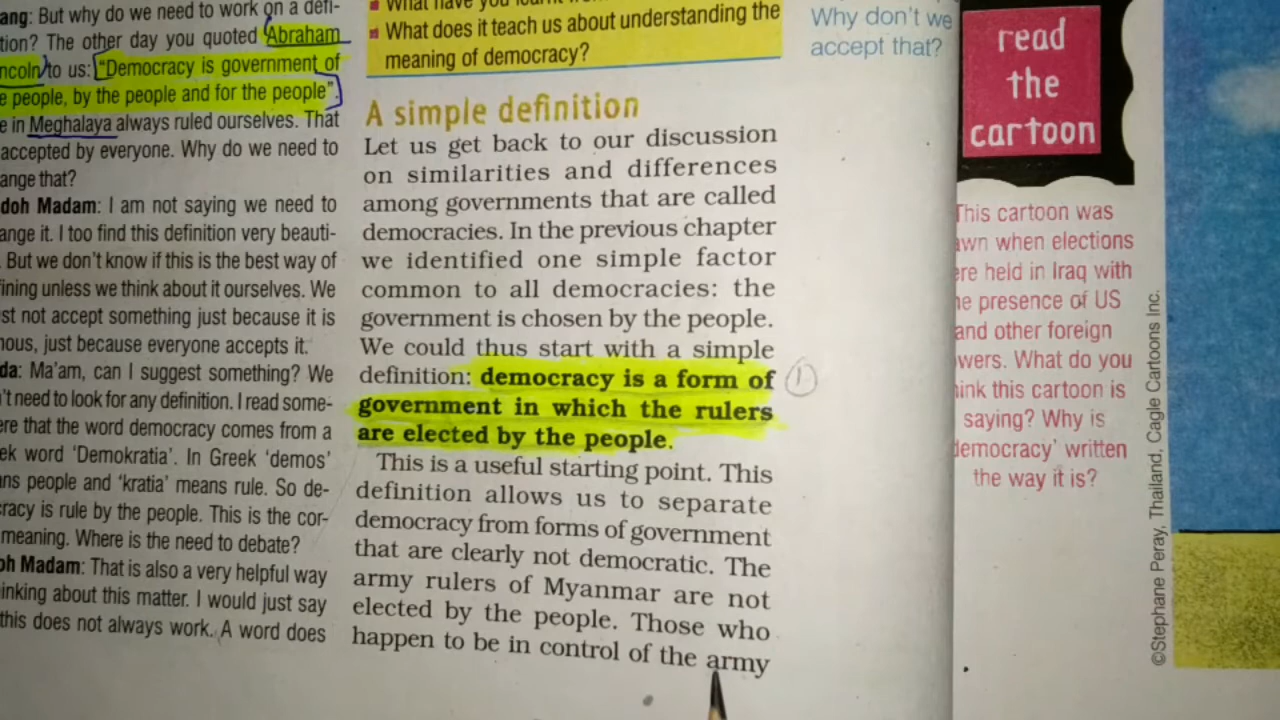 ang: But why do we need to work on a defi-
tion? The other day you quoted Abraham
ncoln to us: "Democracy is government of
e people, by the people and for the people".
e in Meghalaya always ruled ourselves. That
accepted by everyone. Why do we need to
ange that?
doh Madam: I am not saying we need to
ange it. I too find this definition very beauti-
. But we don't know if this is the best way of
fining unless we think about it ourselves. We
st not accept something just because it is
nous, just because everyone accepts it.
da: Ma'am, can I suggest something? We
't need to look for any definition. I read some-
ere that the word democracy comes from a
ek word 'Demokratia'. In Greek 'demos'
ans people and 'kratia' means rule. So de-
cracy is rule by the people. This is the cor-
meaning. Where is the need to debate?
oh Madam: That is also a very helpful way
inking about this matter. I would just say
this does not always work. A word does
What does it teach us about understanding the
meaning of democracy?
A simple definition
Let us get back to our discussion
on similarities and differences
among governments that are called
democracies. In the previous chapter
we identified one simple factor
common to all democracies: the
government is chosen by the people.
We could thus start with a simple
definition: democracy is a form of
government in which the rulers
are elected by the people.
1
This is a useful starting point. This
definition allows us to separate
democracy from forms of government
that are clearly not democratic. The
army rulers of Myanmar are not
elected by the people. Those who
happen to be in control of the army
Why don't we
accept that?
read
the
cartoon
This cartoon was
awn when elections
ere held in Iraq with
he presence of US
and other foreign
wers. What do you
ink this cartoon is
saying? Why is
democracy' written
the way it is?
©Stephane Peray, Thailand, Cagle Cartoons Inc.